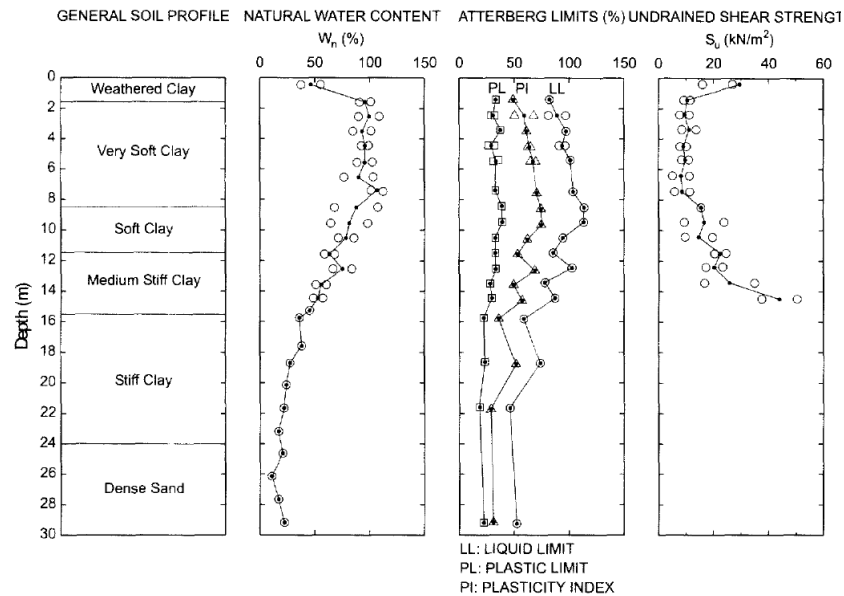 GENERAL SOIL PROFILE NATURAL WATER CONTENT ATTERBERG LIMITS (%) UNDRAINED SHEAR STRENGT
Wn (%) Su (kN/m²)
0 50 100 150 0 50 100 150 0 20 40 60
0
2
4
6
8
10
12
14
16
18
20
22
24
26
28
30
Depth (m)
Weathered Clay
Very Soft Clay
Soft Clay
Medium Stiff Clay
Stiff Clay
Dense Sand
PL PI LL
LL: LIQUID LIMIT
PL: PLASTIC LIMIT
PI: PLASTICITY INDEX